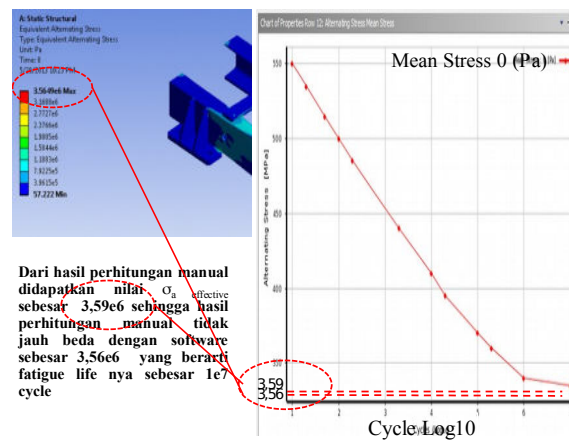 A: Static Structural
Equivalent Alternating Stress
Type: Equivalent Alternating Stress
Unit: Pa
Time: 0
3.5649e6 Max
3.1688e6
2.7727e6
2.3766e6
1.9805e6
1.5844e6
1.1883e6
7.9225e5
3.9615e5
57.222 Min
Dari hasil perhitungan manual
didapatkan nilai σa effective
sebesar 3,59e6 sehingga hasil
perhitungan manual tidak
jauh beda dengan software
sebesar 3,56e6 yang berarti
fatigue life nya sebesar 1e7
cycle
Chart of Properties Row 12: Alternating Stress Mean Stress
Mean Stress 0 (Pa)
Alternating Stress [MPa]
500
450
400
3,59
3,56
1 2 3 4 5 6
Cycle Log10